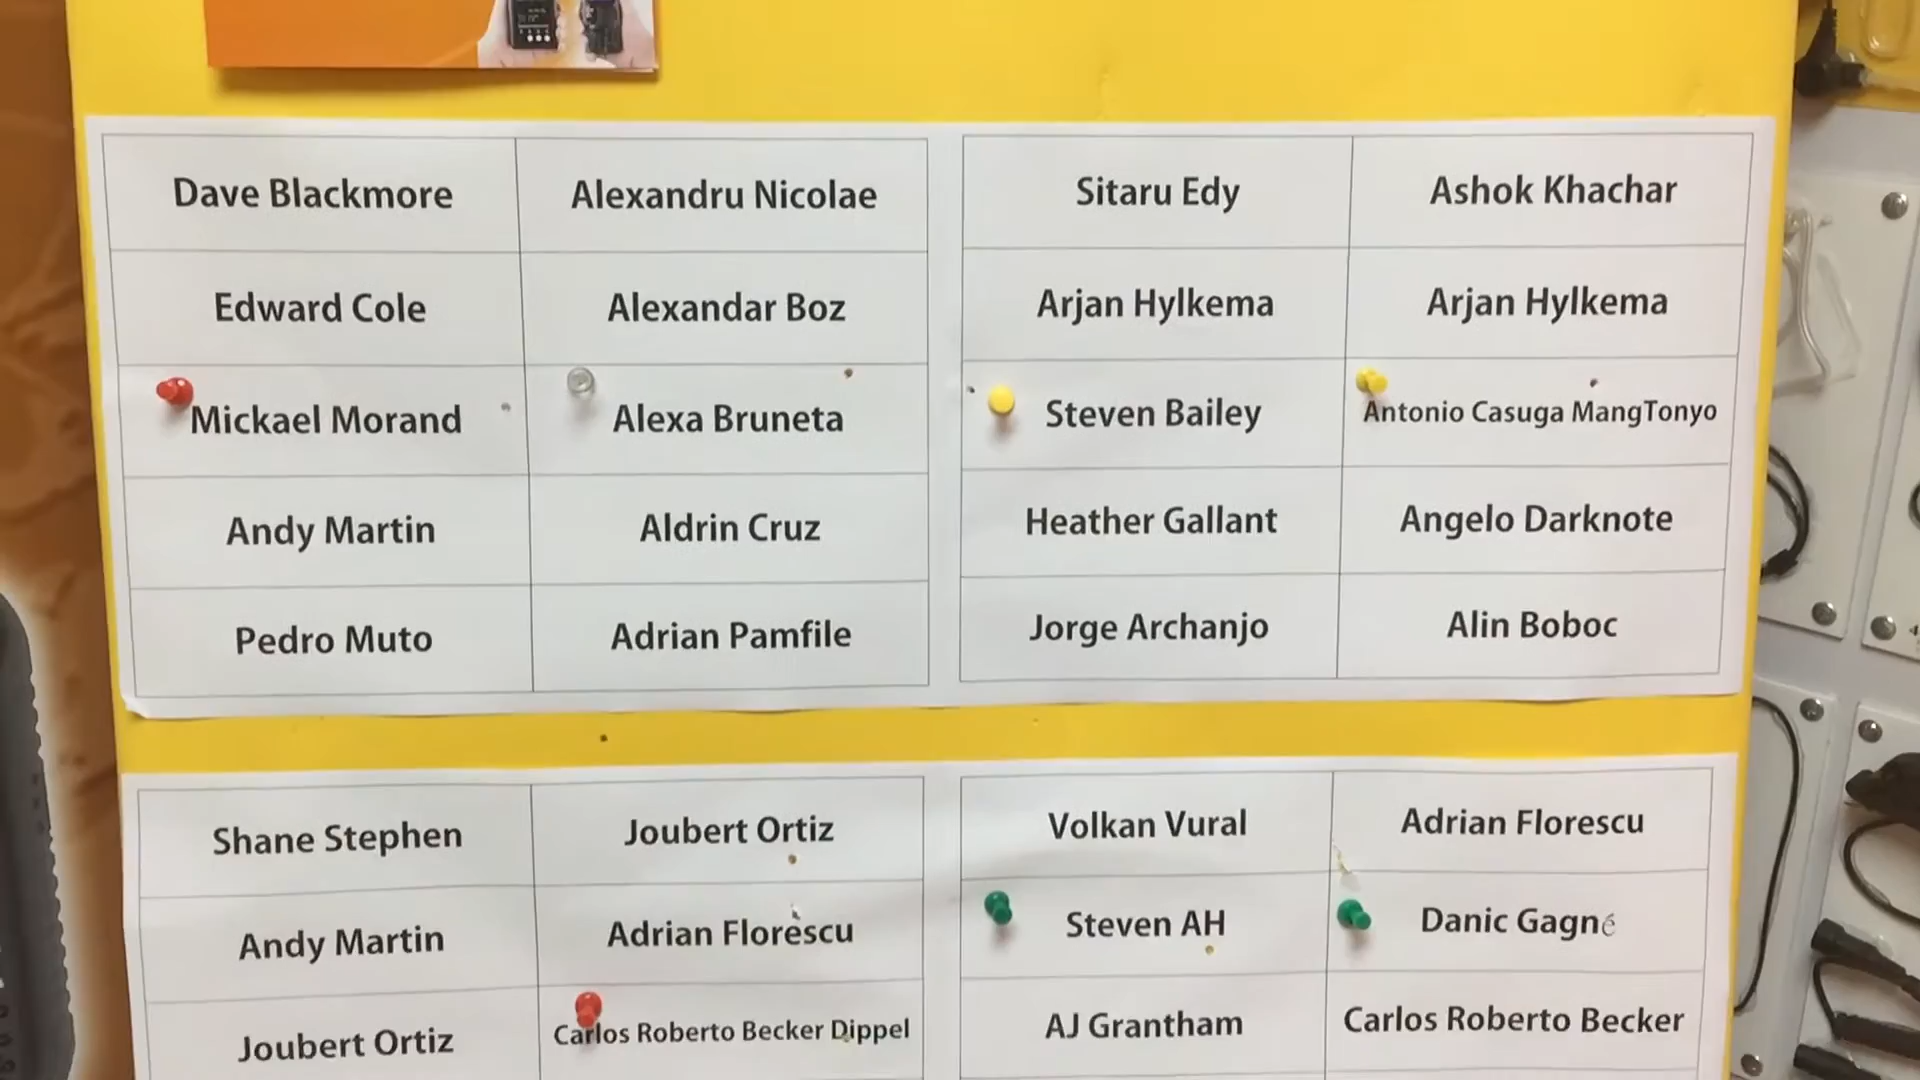 Dave Blackmore
Alexandru Nicolae
Sitaru Edy
Ashok Khachar
Edward Cole
Alexandar Boz
Arjan Hylkema
Arjan Hylkema
Mickael Morand
Alexa Bruneta
Steven Bailey
Antonio Casuga MangTonyo
Andy Martin
Aldrin Cruz
Heather Gallant
Angelo Darknote
Pedro Muto
Adrian Pamfile
Jorge Archanjo
Alin Boboc
Shane Stephen
Joubert Ortiz
Volkan Vural
Adrian Florescu
Andy Martin
Adrian Florescu
Steven AH
Danic Gagné
Joubert Ortiz
Carlos Roberto Becker Dippel
AJ Grantham
Carlos Roberto Becker